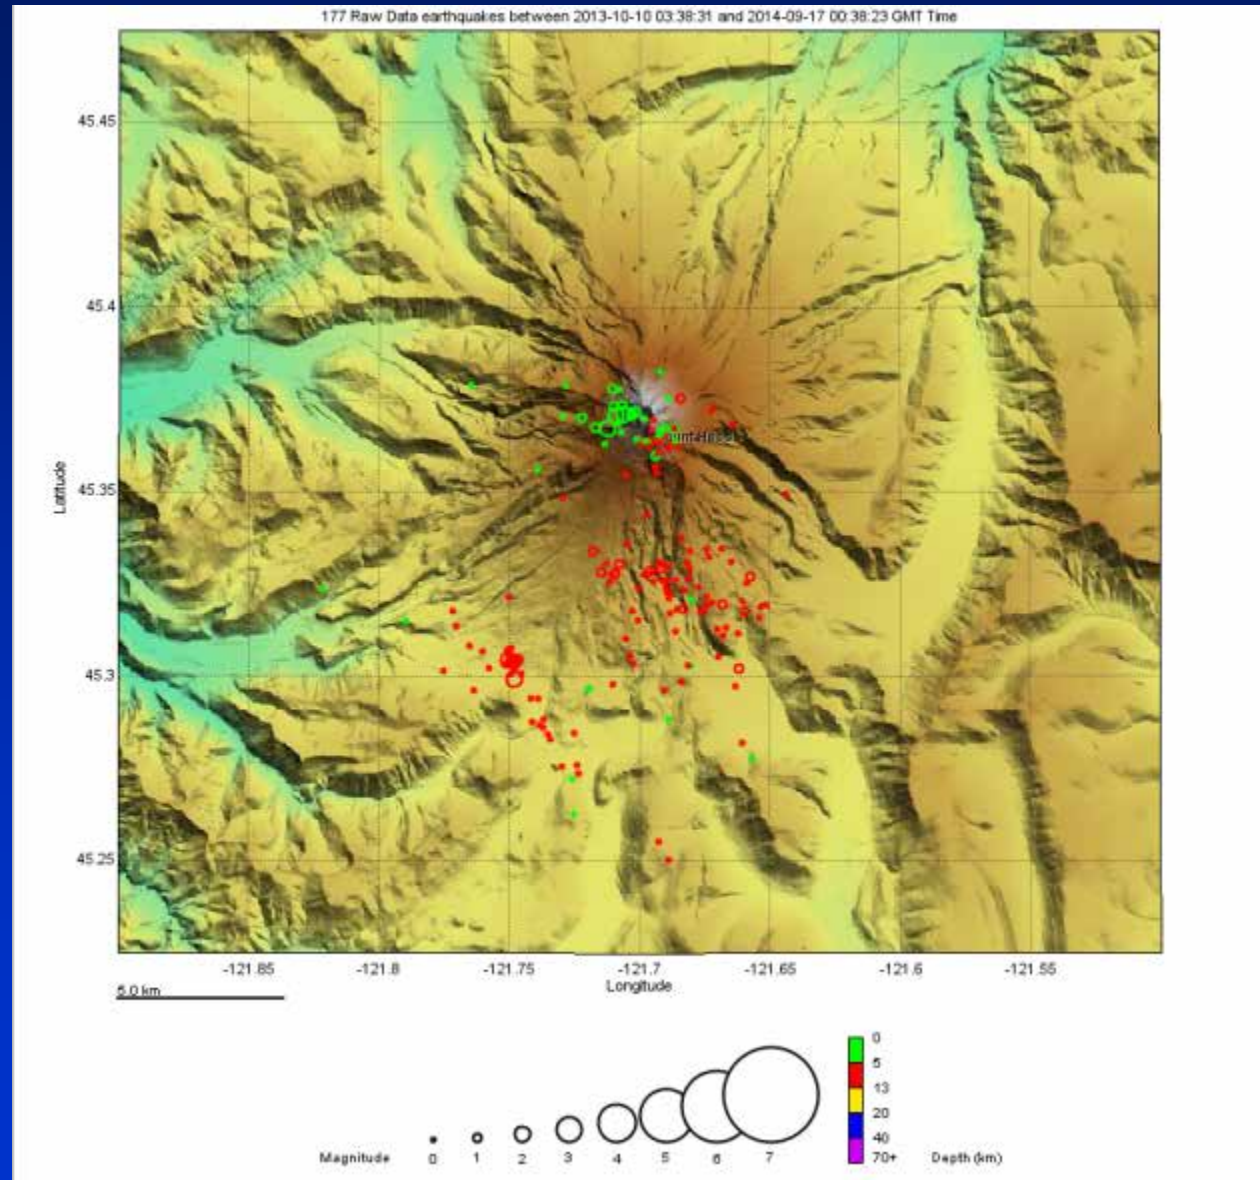 177 Raw Data earthquakes between 2013-10-10 03:38:31 and 2014-09-17 00:38:23 GMT Time
45.45
45.4
45.35
45.3
45.25
Latitude
-121.85 -121.8 -121.75 -121.7 -121.65 -121.6 -121.55
Longitude
5.0 km
Magnitude 0 1 2 3 4 5 6 7
0
5
13
20
40
70+
Depth (km)